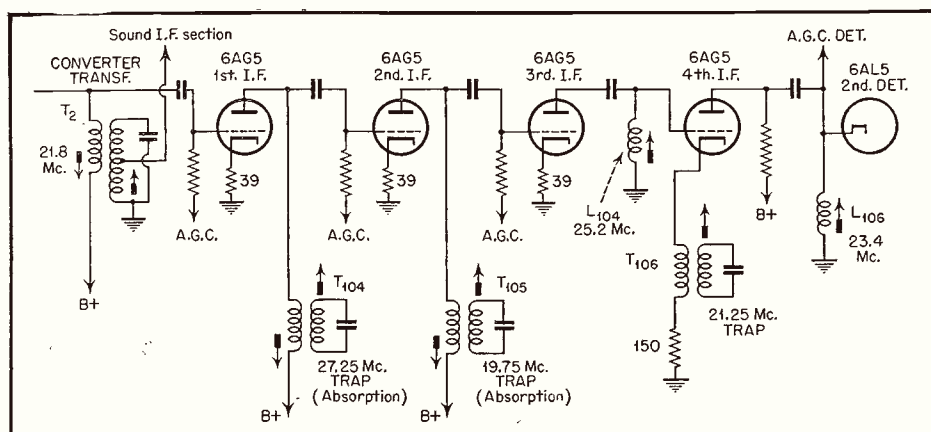 Sound I.F. section
CONVERTER
TRANSF.
T2
21.8
Mc.
B+
A.G.C.
6AG5
1st. I.F.
39
T104
27.25 Mc.
TRAP
(Absorption)
B+
A.G.C.
6AG5
2nd. I.F.
39
T105
19.75 Mc.
TRAP
(Absorption)
B+
A.G.C.
6AG5
3rd. I.F.
39
L104
25.2 Mc.
6AG5
4th. I.F.
T106
21.25 Mc.
TRAP
150
B+
A.G.C. DET.
6AL5
2nd. DET.
L106
23.4
Mc.